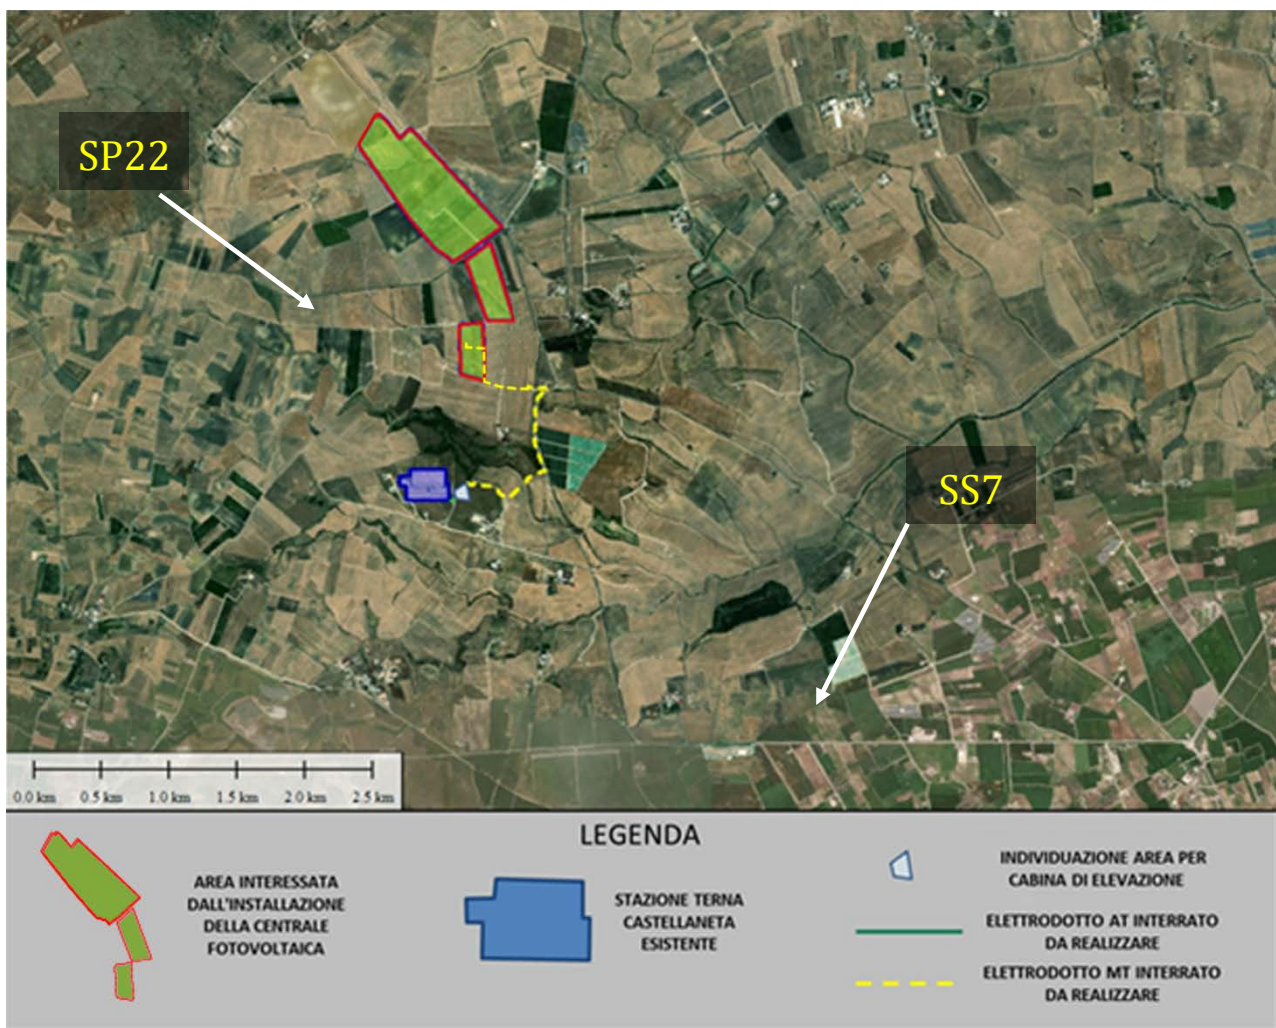 SP22
SS7
0.0 km 0.5 km 1.0 km 1.5 km 2.0 km 2.5 km
LEGENDA
AREA INTERESSATA
DALL'INSTALLAZIONE
DELLA CENTRALE
FOTOVOLTAICA
STAZIONE TERNA
CASTELLANETA
ESISTENTE
INDIVIDUAZIONE AREA PER
CABINA DI ELEVAZIONE
ELETTRODOTTO AT INTERRATO
DA REALIZZARE
ELETTRODOTTO MT INTERRATO
DA REALIZZARE